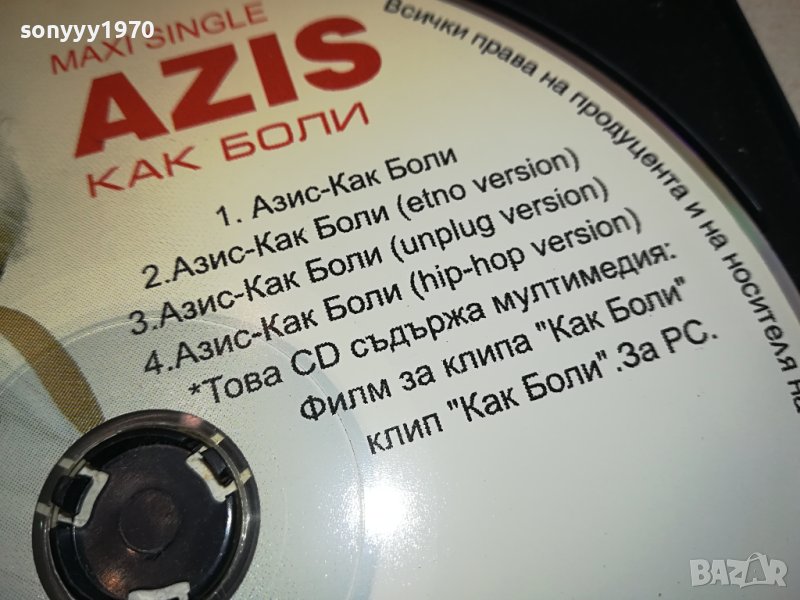 sonyyy1970
MAXI SINGLE
AZIS
КАК БОЛИ
1. Азис-Как Боли
2.Азис-Как Боли (etno version)
3.Азис-Как Боли (unplug version)
4.Азис-Как Боли (hip-hop version)
*Това CD съдържа мултимедия:
Филм за клипа "Как Боли"
клип "Как Боли".За PC.
Всички права на продуцента и на носителя на
BAZAR